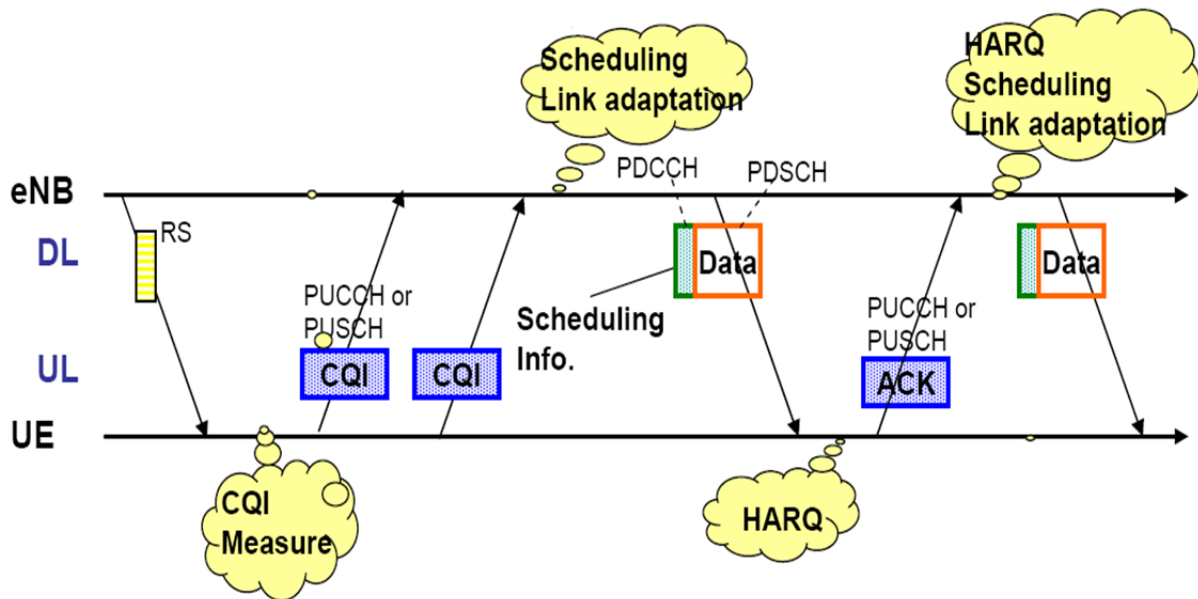 Scheduling
Link adaptation
HARQ
Scheduling
Link adaptation
PDCCH
PDSCH
eNB
RS
DL
Data
Data
PUCCH or
PUSCH
Scheduling
Info.
PUCCH or
PUSCH
UL
CQI
CQI
ACK
UE
CQI
Measure
HARQ